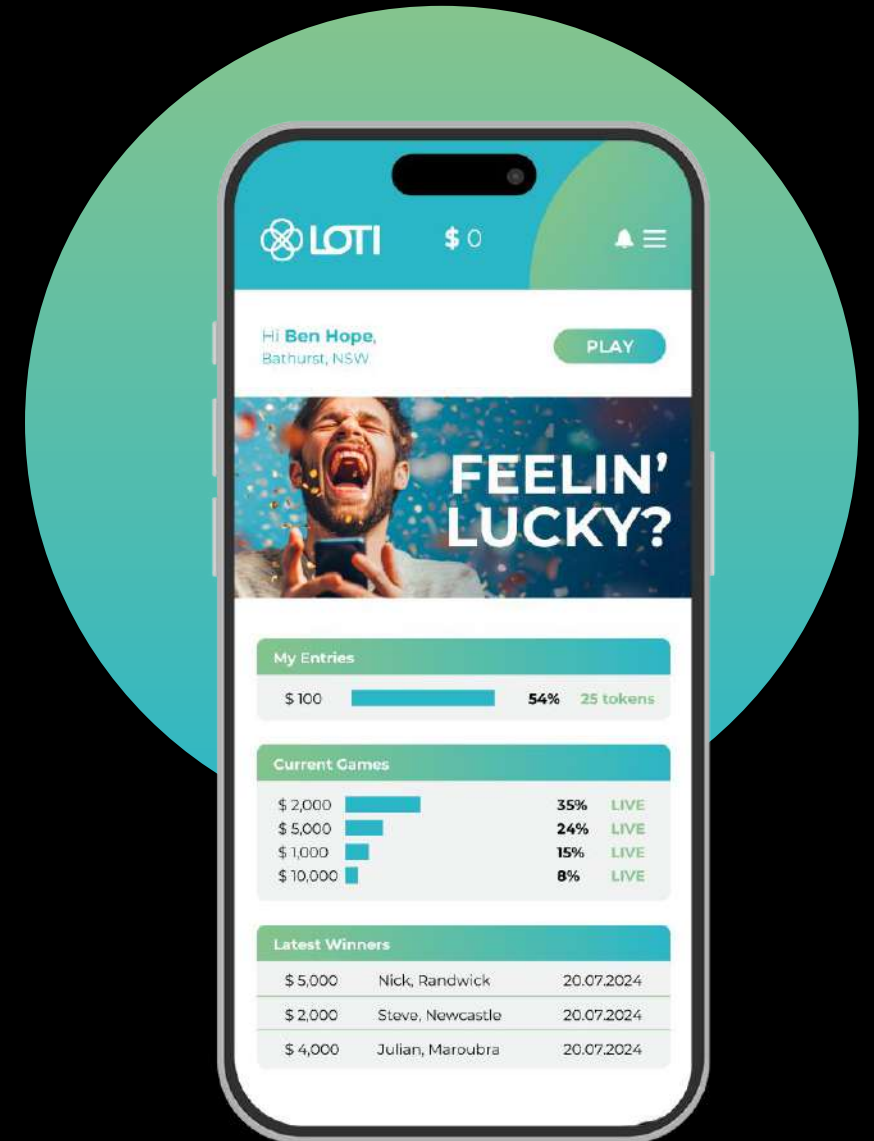 LOTI $ 0
Hi Ben Hope,
Bathurst, NSW
PLAY
FEELIN'
LUCKY?
My Entries
$ 100 54% 25 tokens
Current Games
$ 2,000 35% LIVE
$ 5,000 24% LIVE
$ 1,000 15% LIVE
$ 10,000 8% LIVE
Latest Winners
$ 5,000 Nick, Randwick 20.07.2024
$ 2,000 Steve, Newcastle 20.07.2024
$ 4,000 Julian, Maroubra 20.07.2024